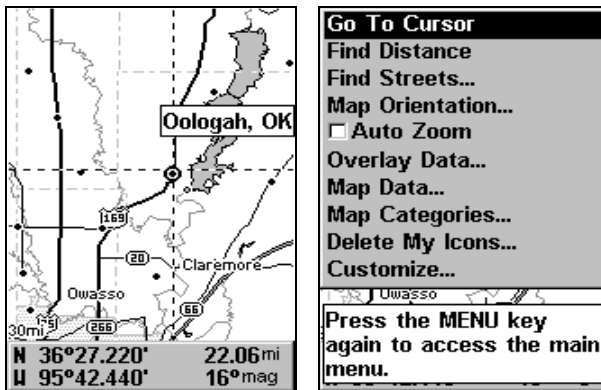 Oologah, OK
169
20
Claremore
Owasso
66
30mi
266
N 36°27.220' 22.06mi
W 95°42.440' 16°mag
Go To Cursor
Find Distance
Find Streets...
Map Orientation...
Auto Zoom
Overlay Data...
Map Data...
Map Categories...
Delete My Icons...
Customize...
Owasso
Press the MENU key
again to access the main
menu.